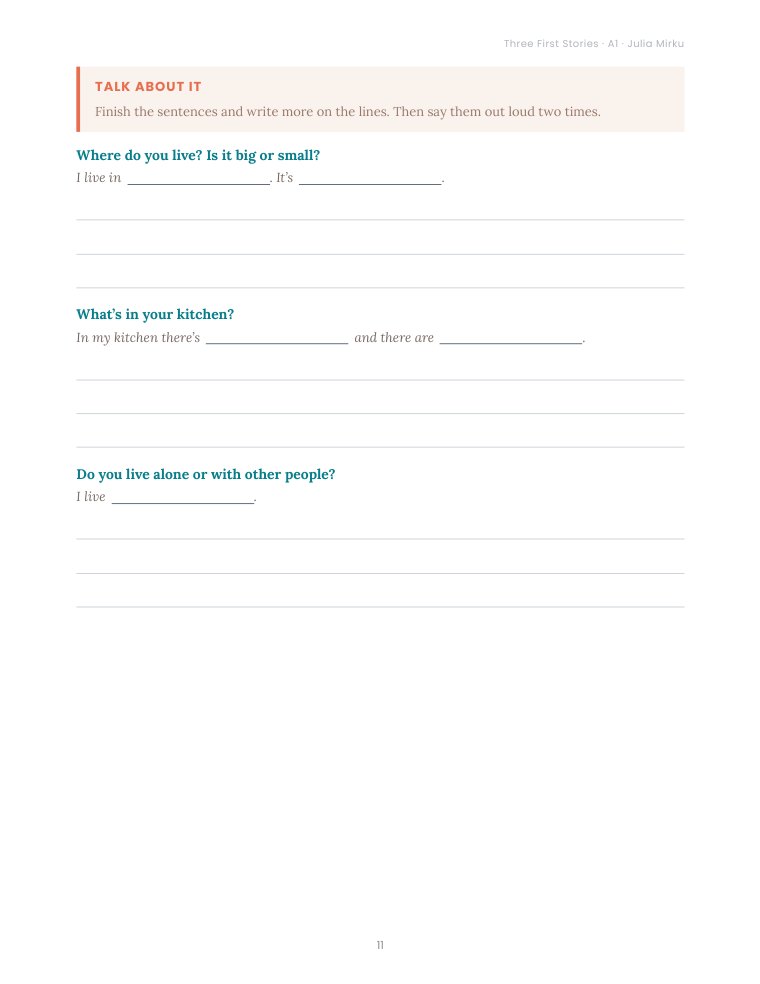 Three First Stories · A1 · Julia Mirku
TALK ABOUT IT
Finish the sentences and write more on the lines. Then say them out loud two times.
Where do you live? Is it big or small?
I live in ____________________. It’s ____________________.
What’s in your kitchen?
In my kitchen there’s ____________________ and there are ____________________.
Do you live alone or with other people?
I live ____________________.
11